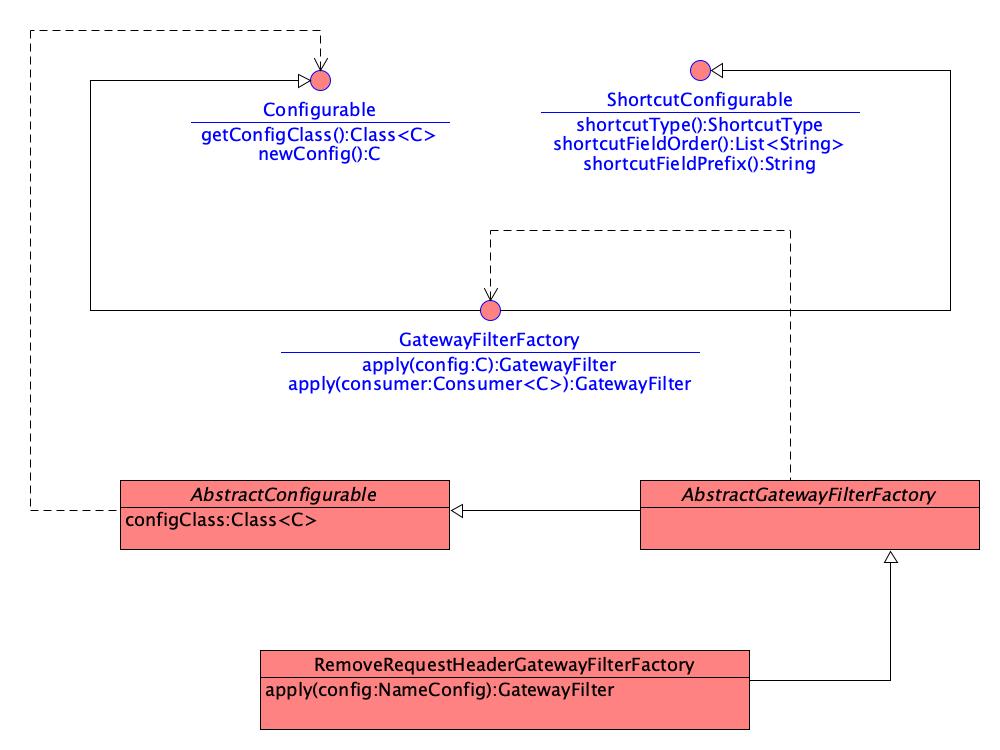 Configurable
getConfigClass():Class<C>
newConfig():C
ShortcutConfigurable
shortcutType():ShortcutType
shortcutFieldOrder():List<String>
shortcutFieldPrefix():String
GatewayFilterFactory
apply(config:C):GatewayFilter
apply(consumer:Consumer<C>):GatewayFilter
AbstractConfigurable
configClass:Class<C>
AbstractGatewayFilterFactory
RemoveRequestHeaderGatewayFilterFactory
apply(config:NameConfig):GatewayFilter